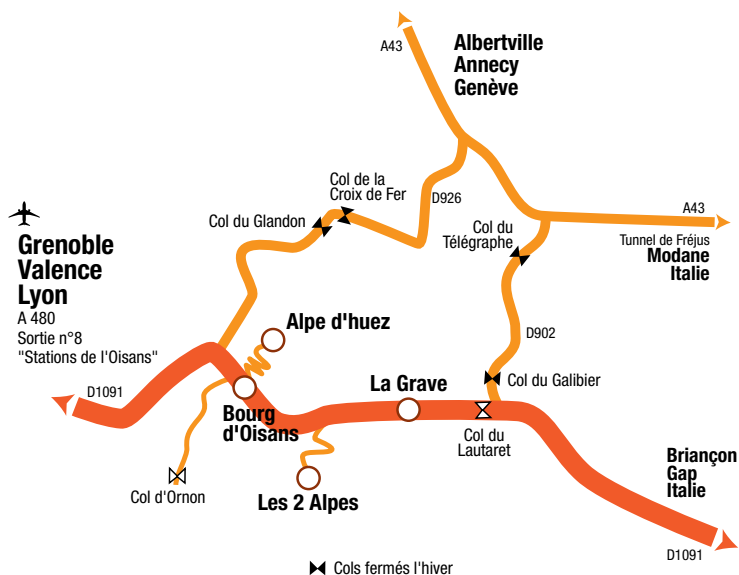 A43
Albertville
Annecy
Genève
Col de la
Croix de Fer
D926
Col du Glandon
A43
Col du
Télégraphe
Tunnel de Fréjus
Modane
Italie
Grenoble
Valence
Lyon
A 480
Sortie n°8
"Stations de l'Oisans"
Alpe d'huez
D902
D1091
La Grave
Col du Galibier
Bourg
d'Oisans
Col du
Lautaret
Briançon
Gap
Italie
Col d'Ornon
Les 2 Alpes
D1091
Cols fermés l'hiver